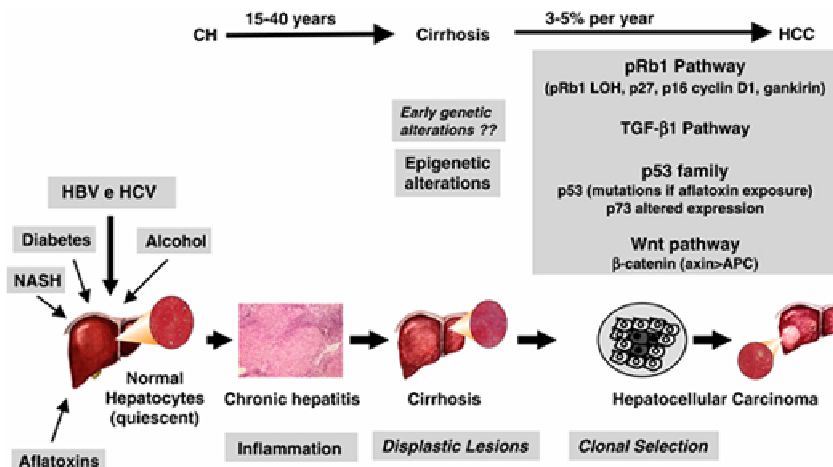 15-40 years
3-5% per year
CH
Cirrhosis
HCC
pRb1 Pathway
(pRb1 LOH, p27, p16 cyclin D1, gankirin)
TGF-β1 Pathway
p53 family
p53 (mutations if aflatoxin exposure)
p73 altered expression
Wnt pathway
β-catenin (axin>APC)
Early genetic
alterations ??
Epigenetic
alterations
HBV e HCV
Diabetes
Alcohol
NASH
Normal
Hepatocytes
(quiescent)
Chronic hepatitis
Cirrhosis
Hepatocellular Carcinoma
Aflatoxins
Inflammation
Displastic Lesions
Clonal Selection